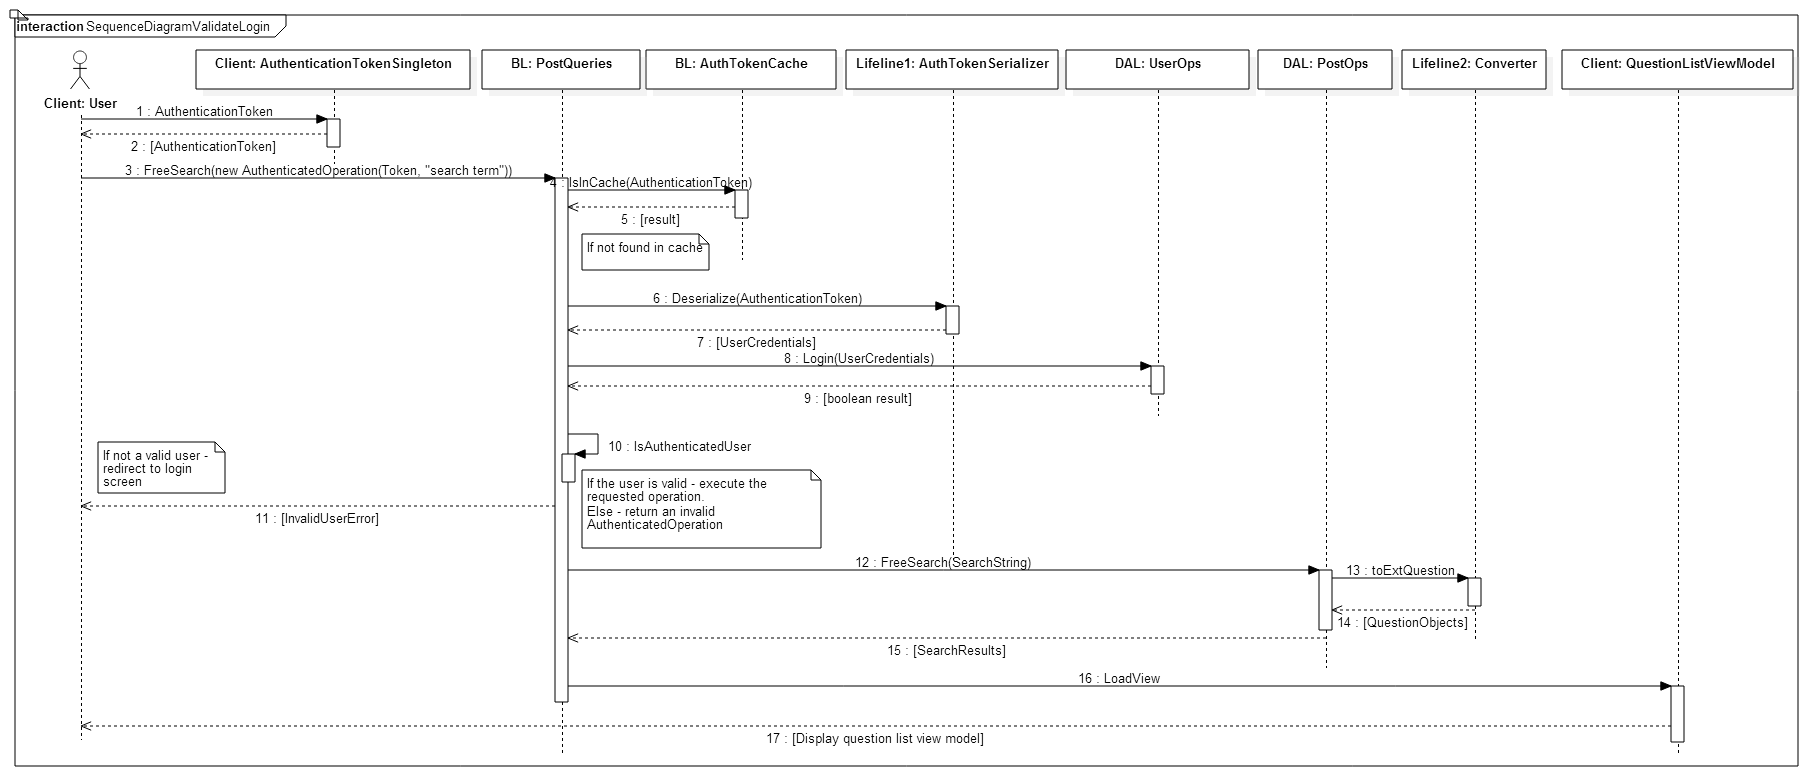 interaction SequenceDiagramValidateLogin
Client: User
Client: AuthenticationTokenSingleton
BL: PostQueries
BL: AuthTokenCache
Lifeline1: AuthTokenSerializer
DAL: UserOps
DAL: PostOps
Lifeline2: Converter
Client: QuestionListViewModel
1 : AuthenticationToken
2 : [AuthenticationToken]
3 : FreeSearch(new AuthenticatedOperation(Token, "search term"))
4 : IsInCache(AuthenticationToken)
5 : [result]
If not found in cache
6 : Deserialize(AuthenticationToken)
7 : [UserCredentials]
8 : Login(UserCredentials)
9 : [boolean result]
10 : IsAuthenticatedUser
If not a valid user -
redirect to login
screen
If the user is valid - execute the
requested operation.
Else - return an invalid
AuthenticatedOperation
11 : [InvalidUserError]
12 : FreeSearch(SearchString)
13 : toExtQuestion
14 : [QuestionObjects]
15 : [SearchResults]
16 : LoadView
17 : [Display question list view model]